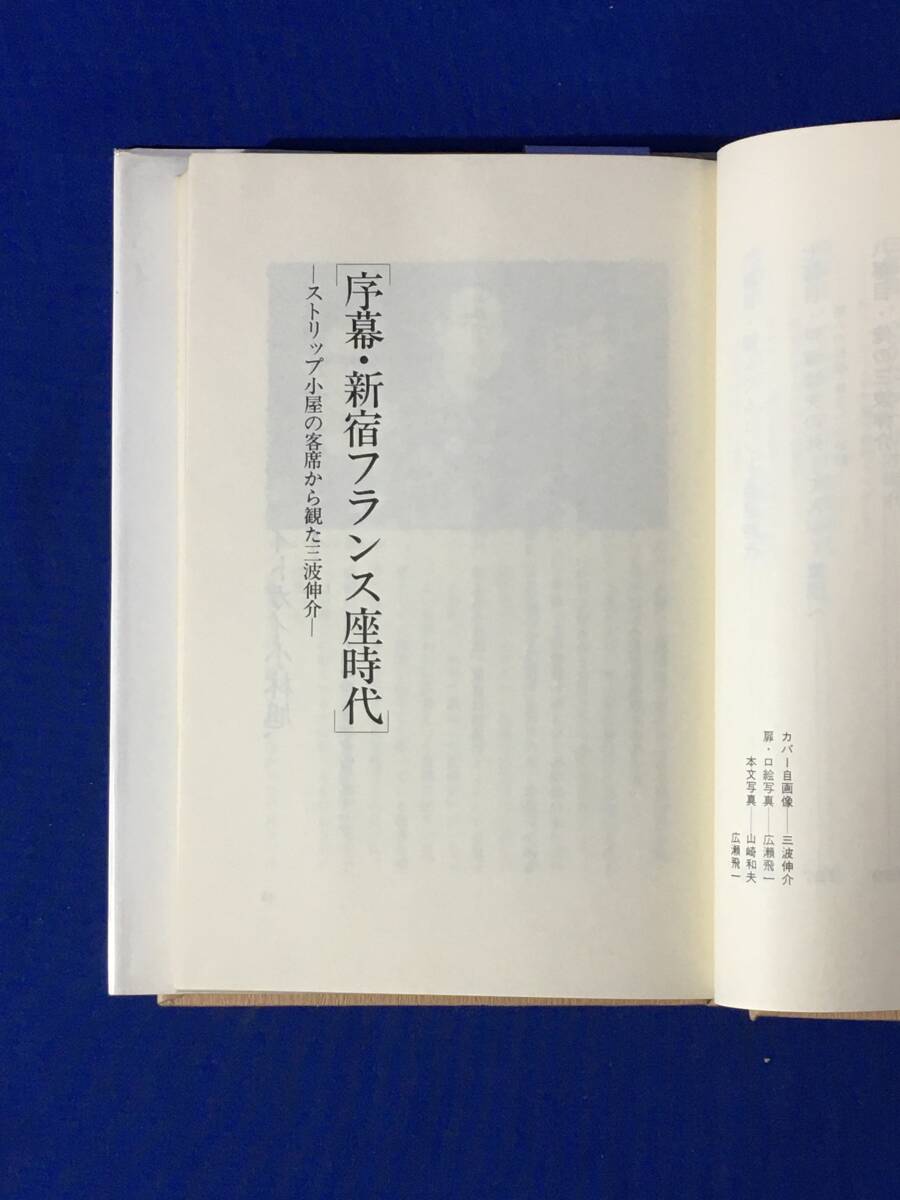 カバー自画像――三波伸介
扉・口絵写真――広瀬飛一
本文写真――山崎和夫
広瀬飛一
[序幕・新宿フランス座時代]
―ストリップ小屋の客席から観た三波伸介―